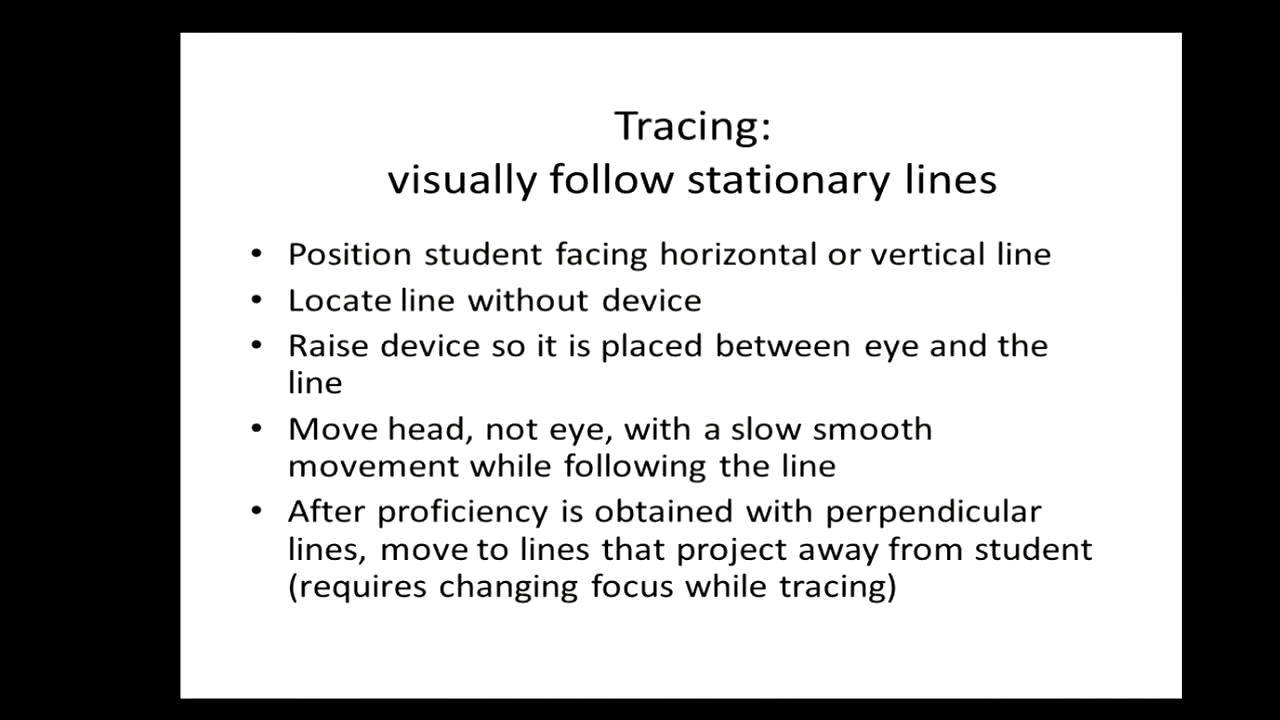 Tracing:
visually follow stationary lines
• Position student facing horizontal or vertical line
• Locate line without device
• Raise device so it is placed between eye and the
line
• Move head, not eye, with a slow smooth
movement while following the line
• After proficiency is obtained with perpendicular
lines, move to lines that project away from student
(requires changing focus while tracing)